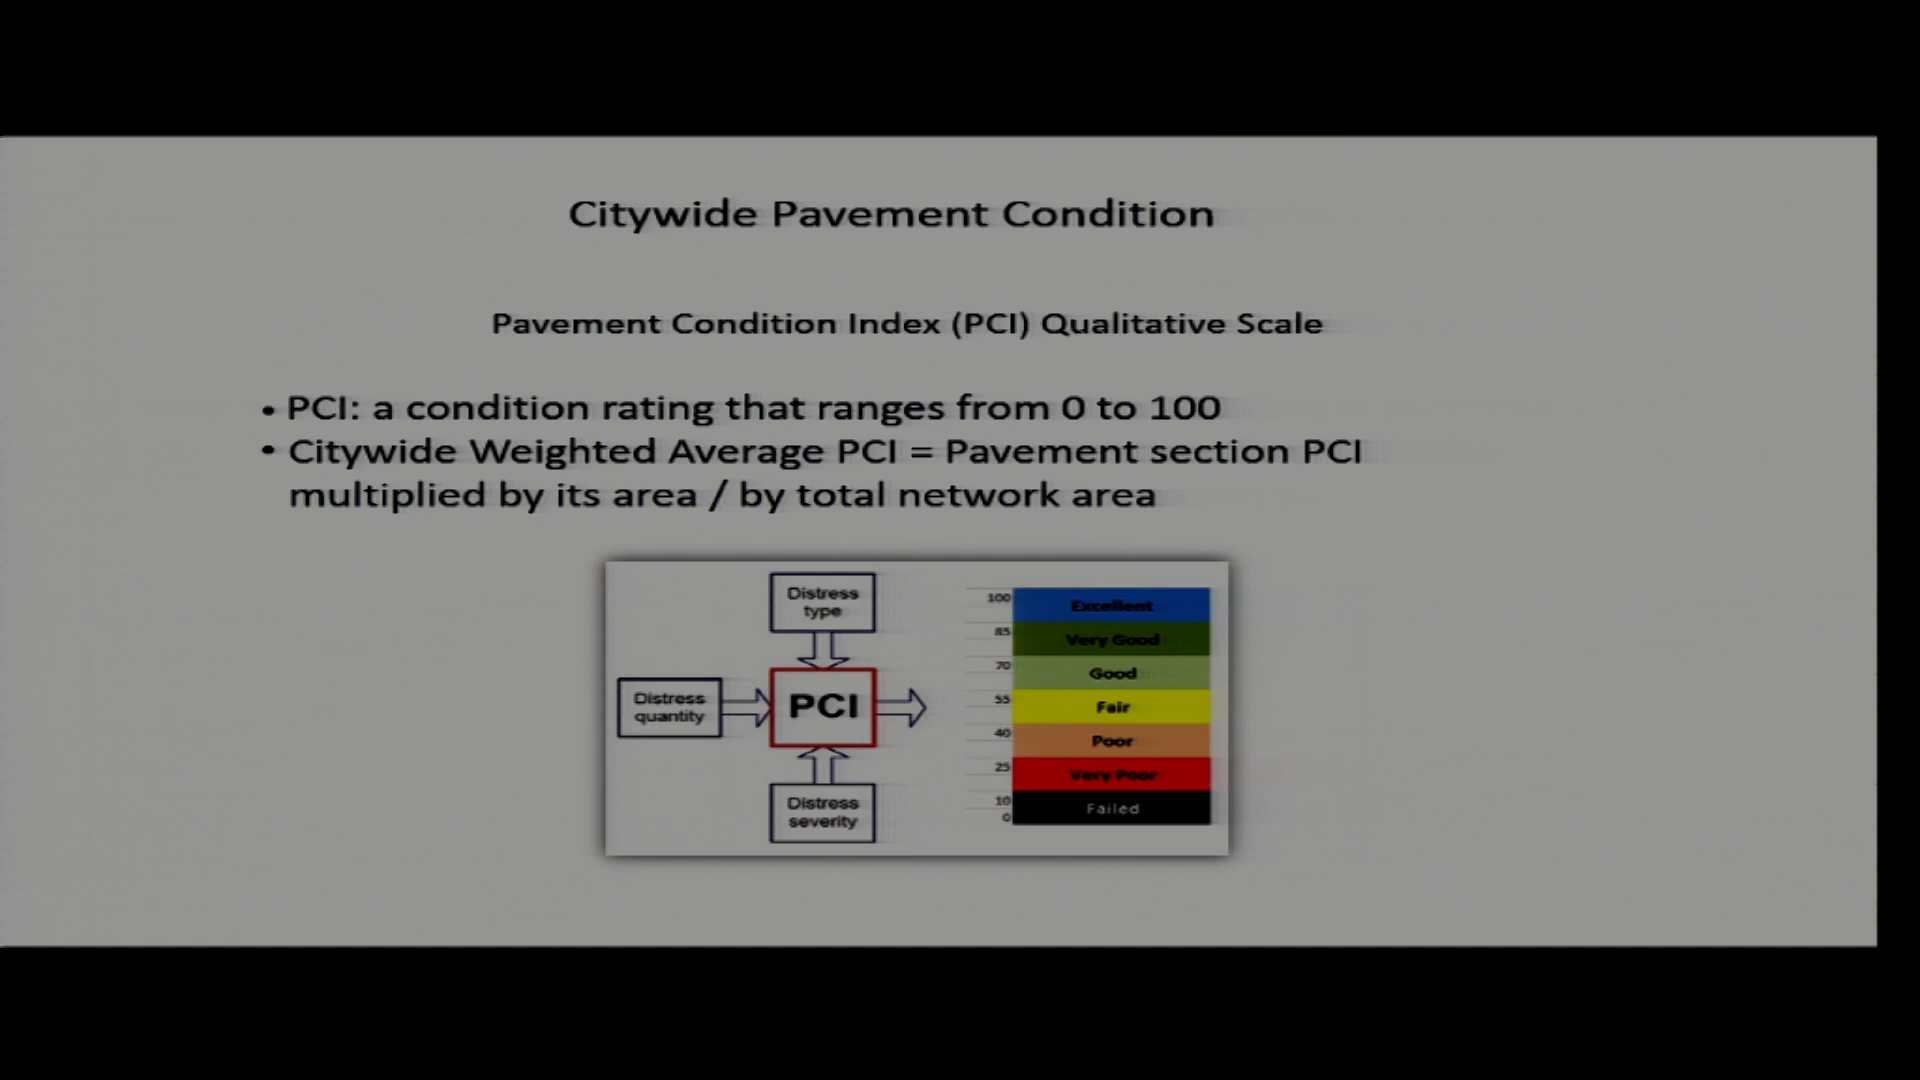 Citywide Pavement Condition
Pavement Condition Index (PCI) Qualitative Scale
• PCI: a condition rating that ranges from 0 to 100
• Citywide Weighted Average PCI = Pavement section PCI
multiplied by its area / by total network area
Distress
type
Distress
quantity
PCI
Distress
severity
100
Excellent
85
Very Good
70
Good
55
Fair
40
Poor
25
Very Poor
10
Failed
0